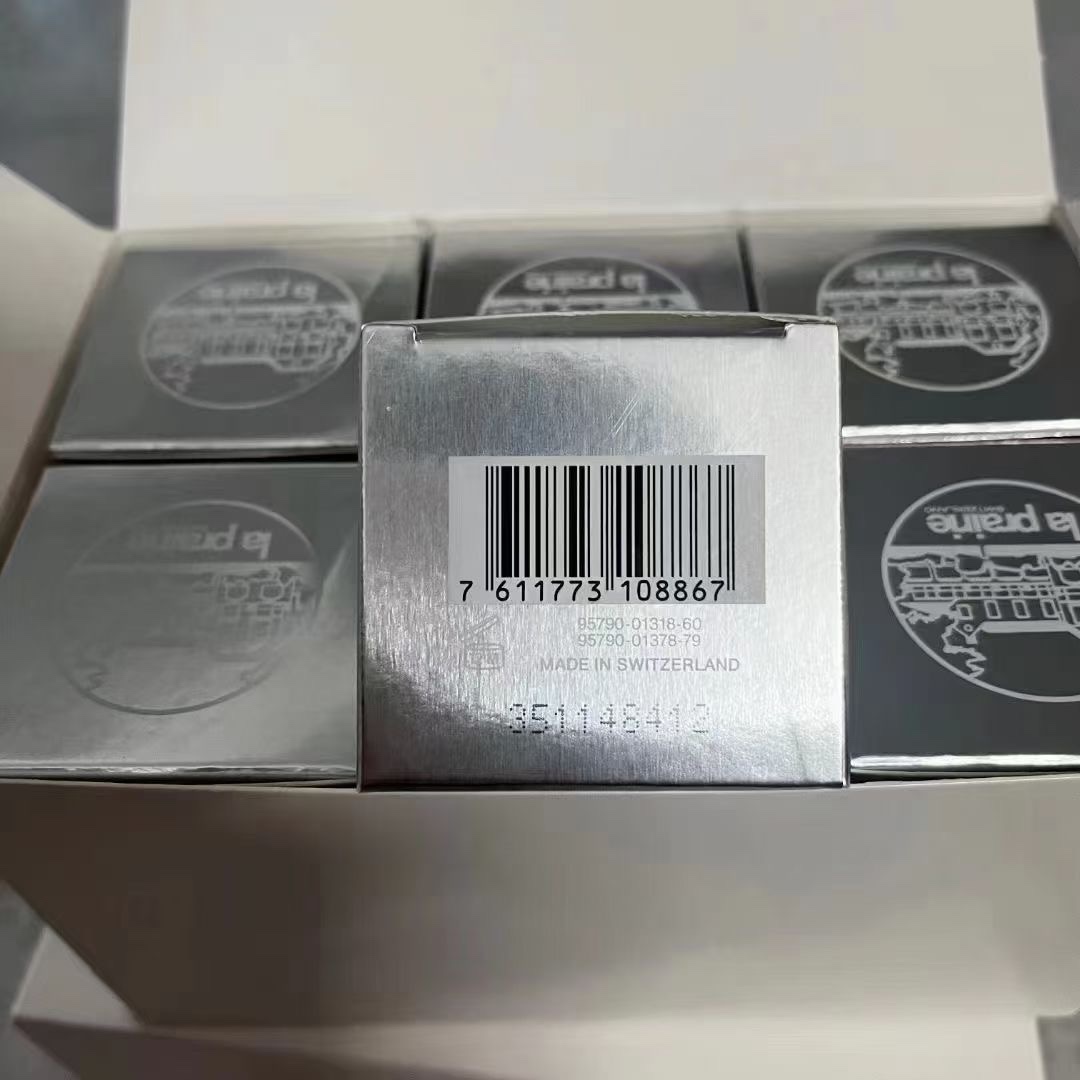 la prairie
la prairie
la prairie
la prairie
la prairie
SWITZERLAND
7 611773 108867
95790-01318-60
95790-01378-79
MADE IN SWITZERLAND
351148412